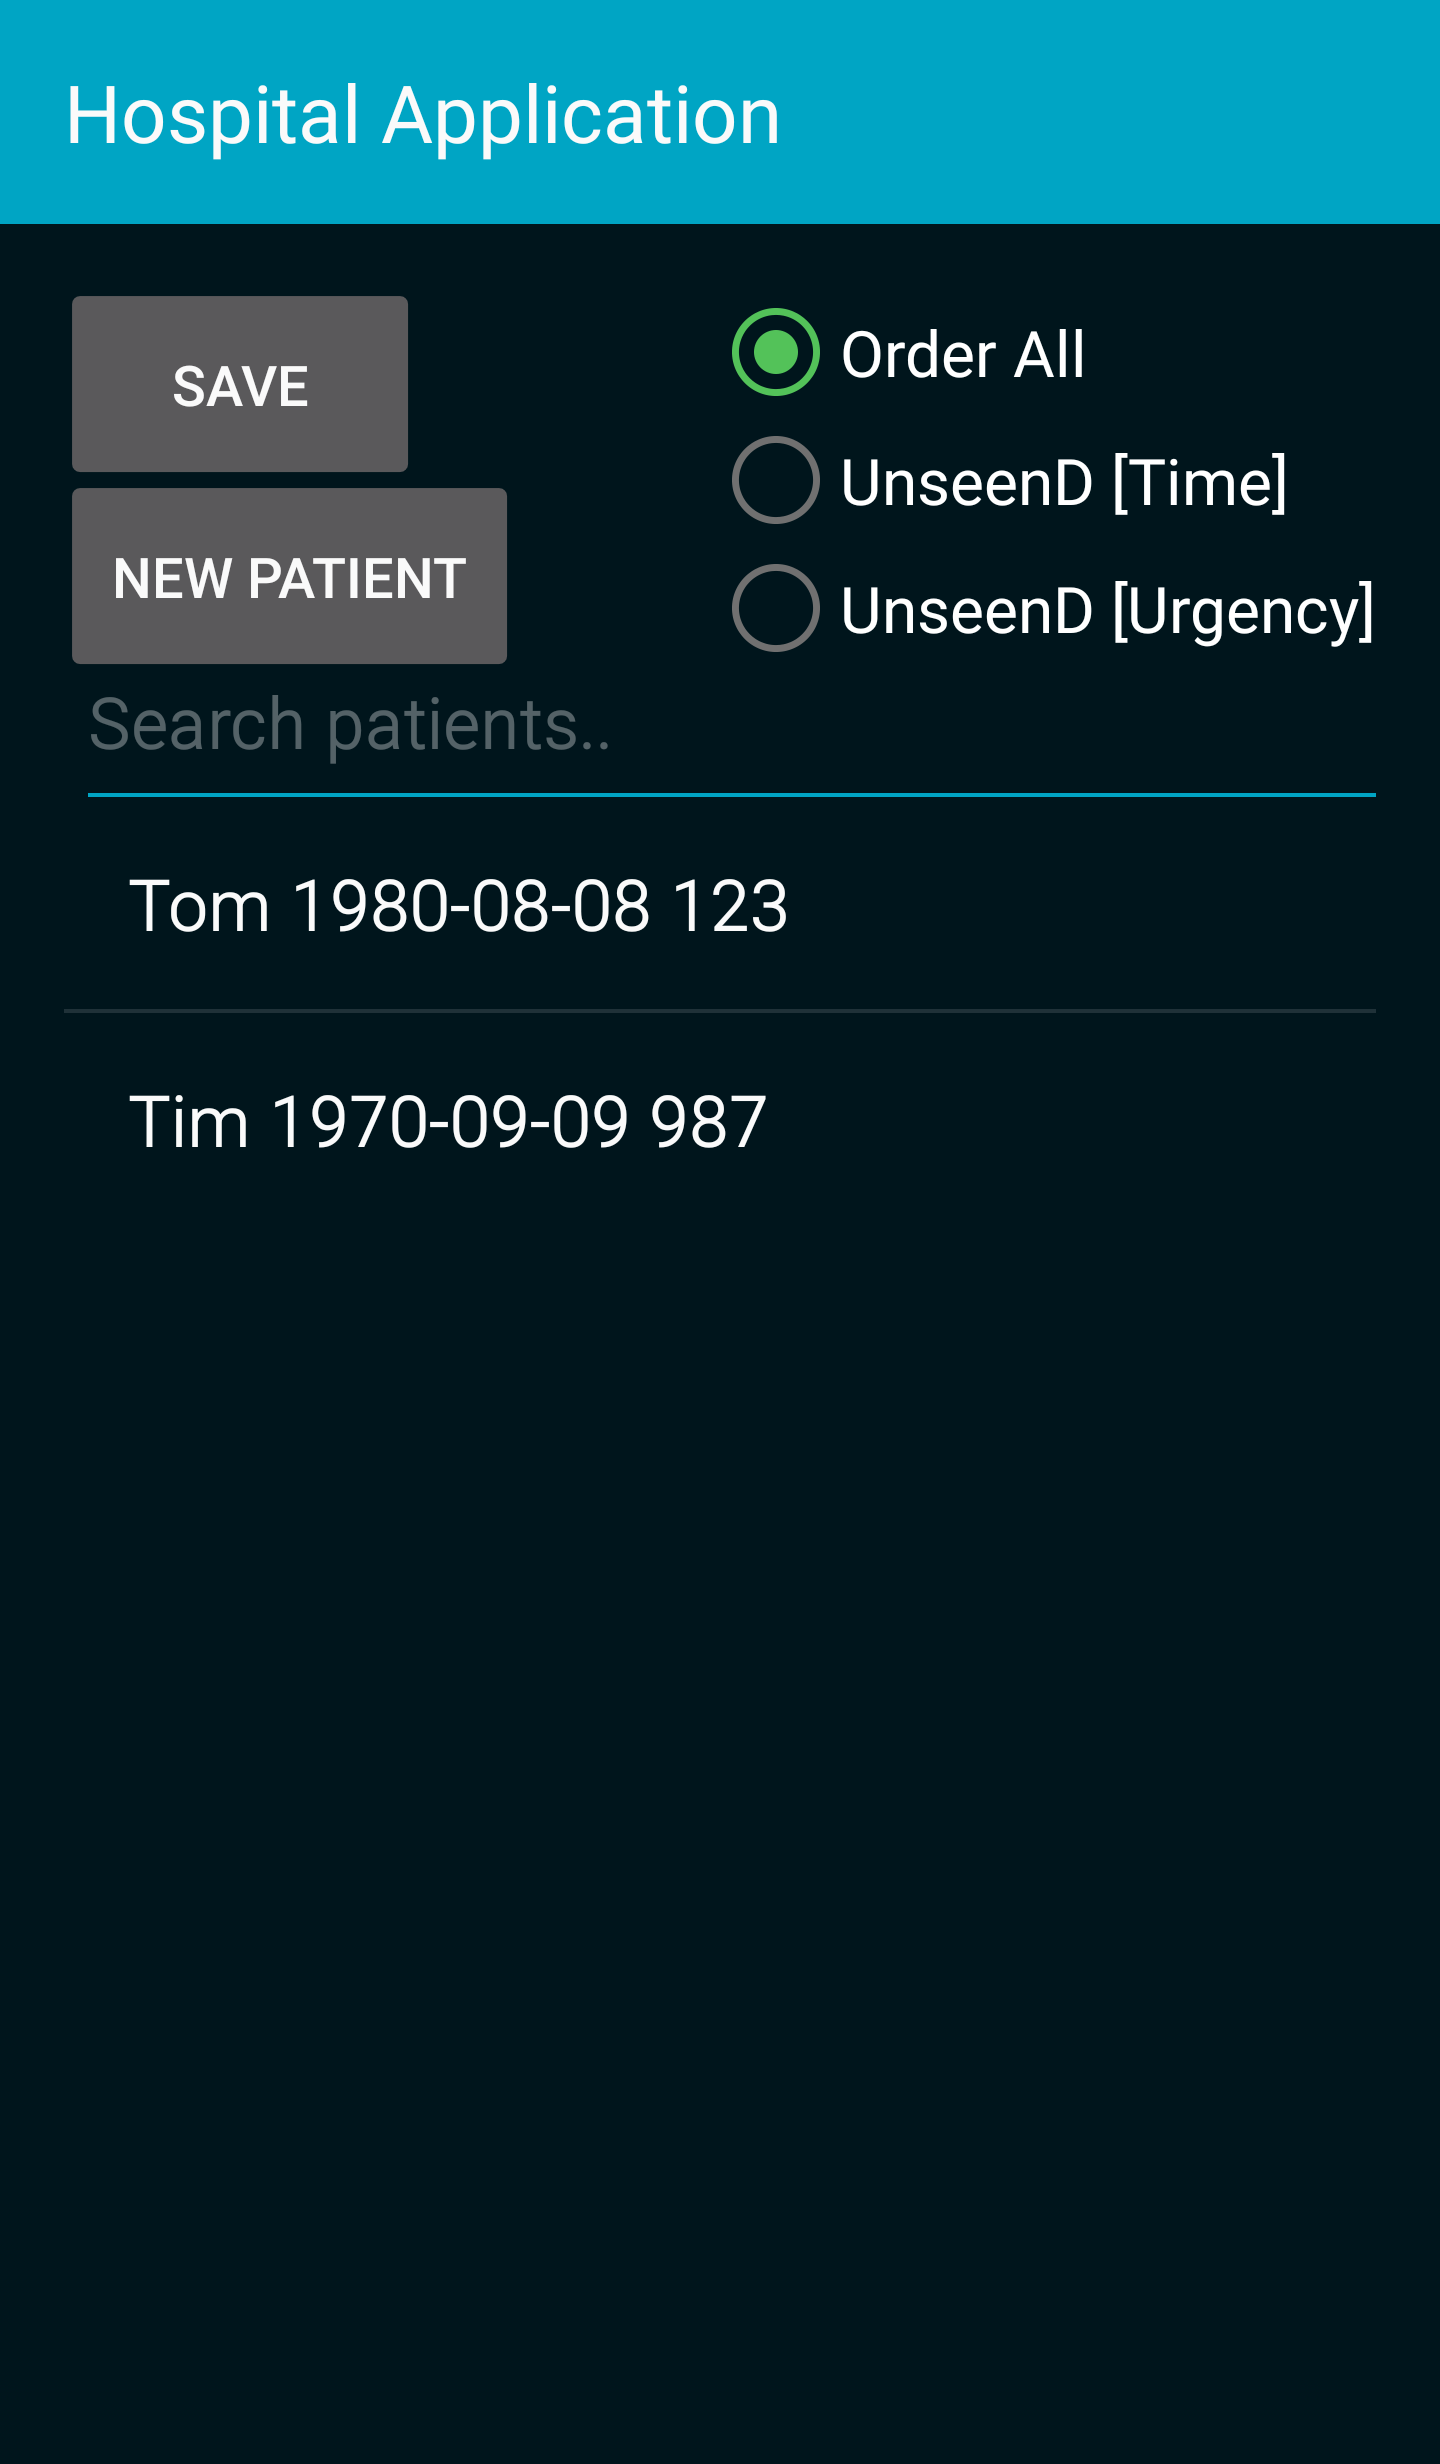 Hospital Application
SAVE
NEW PATIENT
Order All
UnseenD [Time]
UnseenD [Urgency]
Search patients..
Tom 1980-08-08 123
Tim 1970-09-09 987